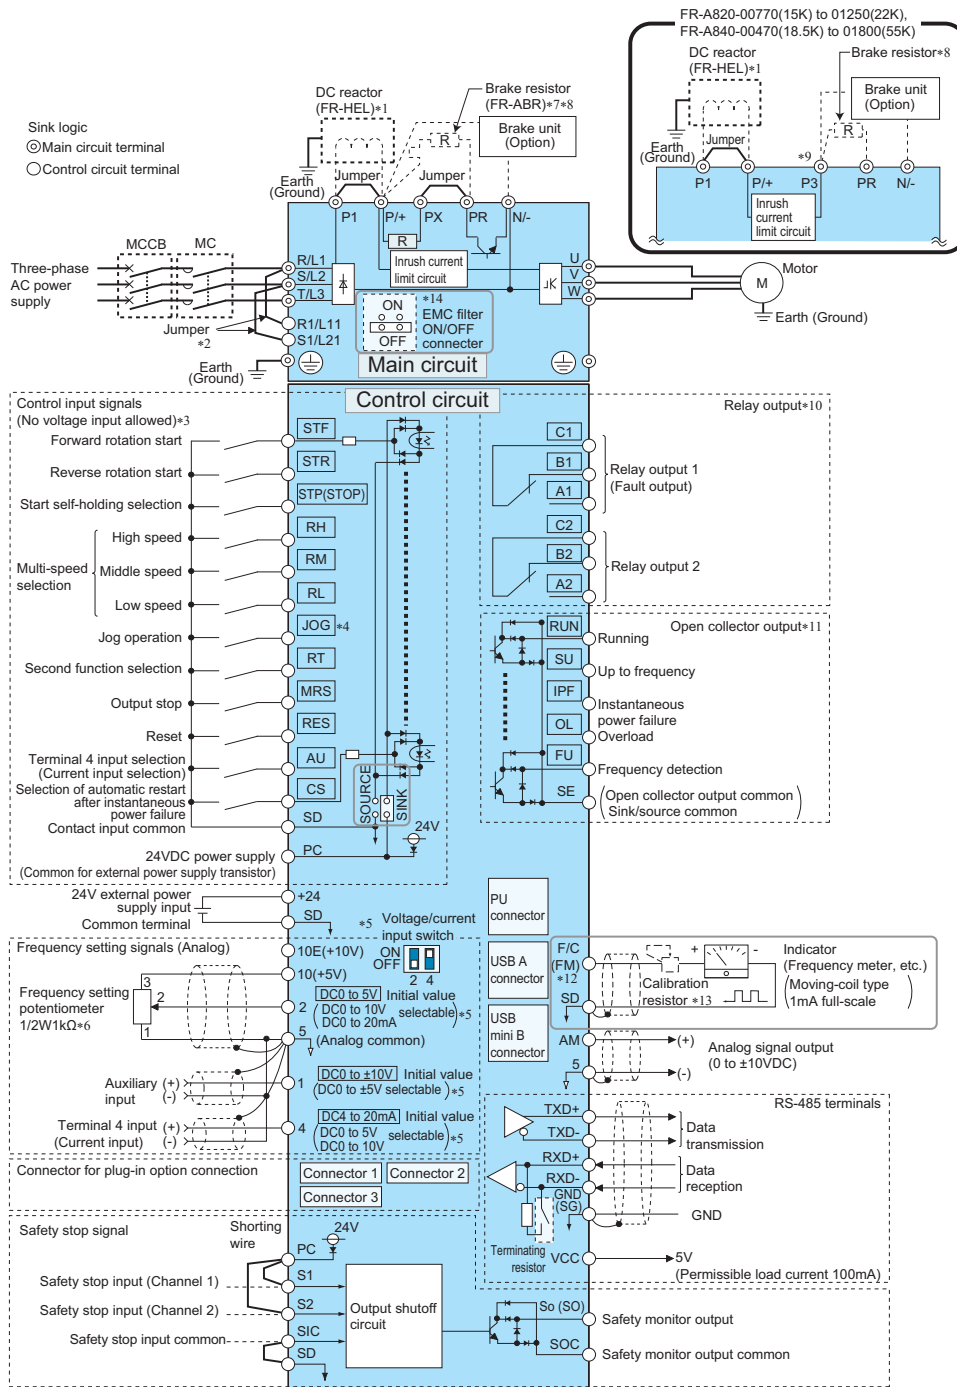 FR-A820-00770(15K) to 01250(22K),
FR-A840-00470(18.5K) to 01800(55K)
DC reactor
(FR-HEL)*1
Brake resistor*8
Brake unit
(Option)
R
Earth
(Ground)
Jumper
*9
P1
P/+
P3
PR
N/-
Inrush
current
limit circuit
Sink logic
Main circuit terminal
Control circuit terminal
DC reactor
(FR-HEL)*1
Brake resistor
(FR-ABR)*7*8
Brake unit
(Option)
R
Earth
(Ground)
Jumper
Jumper
P1
P/+
PX
PR
N/-
R
Inrush current
limit circuit
MCCB
MC
Three-phase
AC power
supply
R/L1
S/L2
T/L3
R1/L11
S1/L21
Jumper
*2
Earth
(Ground)
ON
OFF
*14
EMC filter
ON/OFF
connecter
U
V
W
Motor
M
Earth (Ground)
Main circuit
Control circuit
Control input signals
(No voltage input allowed)*3
Forward rotation start
STF
Reverse rotation start
STR
Start self-holding selection
STP(STOP)
Multi-speed
selection
High speed
RH
Middle speed
RM
Low speed
RL
Jog operation
JOG
*4
Second function selection
RT
Output stop
MRS
Reset
RES
Terminal 4 input selection
(Current input selection)
AU
Selection of automatic restart
after instantaneous
power failure
CS
Contact input common
SD
SOURCE
SINK
24V
24VDC power supply
(Common for external power supply transistor)
PC
Relay output*10
C1
B1
A1
Relay output 1
(Fault output)
C2
B2
A2
Relay output 2
Open collector output*11
RUN
Running
SU
Up to frequency
IPF
Instantaneous
power failure
OL
Overload
FU
Frequency detection
SE
Open collector output common
Sink/source common
24V external power
supply input
+24
Common terminal
SD
PU
connector
USB A
connector
USB
mini B
connector
Frequency setting signals (Analog)
*5
Voltage/current
input switch
ON
OFF
2 4
10E(+10V)
10(+5V)
Frequency setting
potentiometer
1/2W1kΩ*6
3
2
1
2
DC0 to 5V
Initial value
DC0 to 10V
DC0 to 20mA
selectable
*5
5
(Analog common)
Auxiliary
input
(+)
(-)
1
DC0 to ±10V
Initial value
DC0 to ±5V selectable
*5
Terminal 4 input
(Current input)
(+)
(-)
4
DC4 to 20mA
Initial value
DC0 to 5V
DC0 to 10V
selectable
*5
F/C
(FM)
*12
SD
+
-
Calibration
resistor *13
Indicator
(Frequency meter, etc.)
Moving-coil type
1mA full-scale
AM
(+)
5
(-)
Analog signal output
(0 to ±10VDC)
RS-485 terminals
TXD+
TXD-
Data
transmission
RXD+
RXD-
Data
reception
GND
(SG)
GND
Terminating
resistor
VCC
5V
(Permissible load current 100mA)
Connector for plug-in option connection
Connector 1
Connector 2
Connector 3
Safety stop signal
Shorting
wire
24V
PC
Safety stop input (Channel 1)
S1
Safety stop input (Channel 2)
S2
Safety stop input common
SIC
SD
Output shutoff
circuit
So (SO)
Safety monitor output
SOC
Safety monitor output common